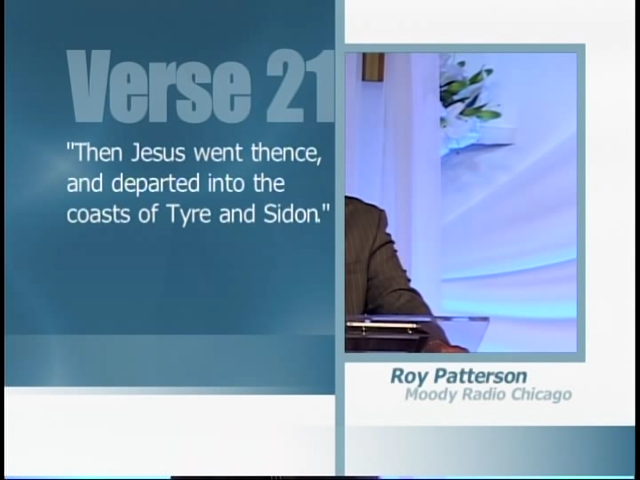 Verse 21
"Then Jesus went thence,
and departed into the
coasts of Tyre and Sidon."
Roy Patterson
Moody Radio Chicago